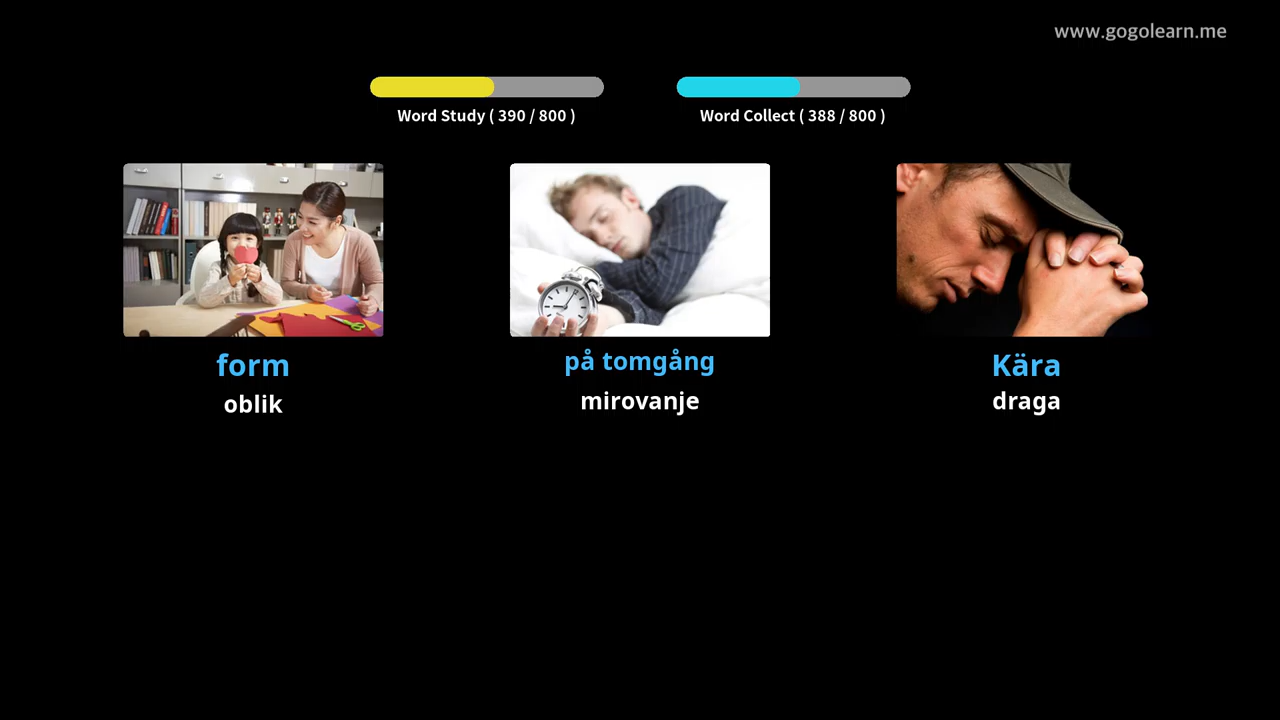 www.gogolearn.me
Word Study ( 390 / 800 )
Word Collect ( 388 / 800 )
form
på tomgång
Kära
oblik
mirovanje
draga